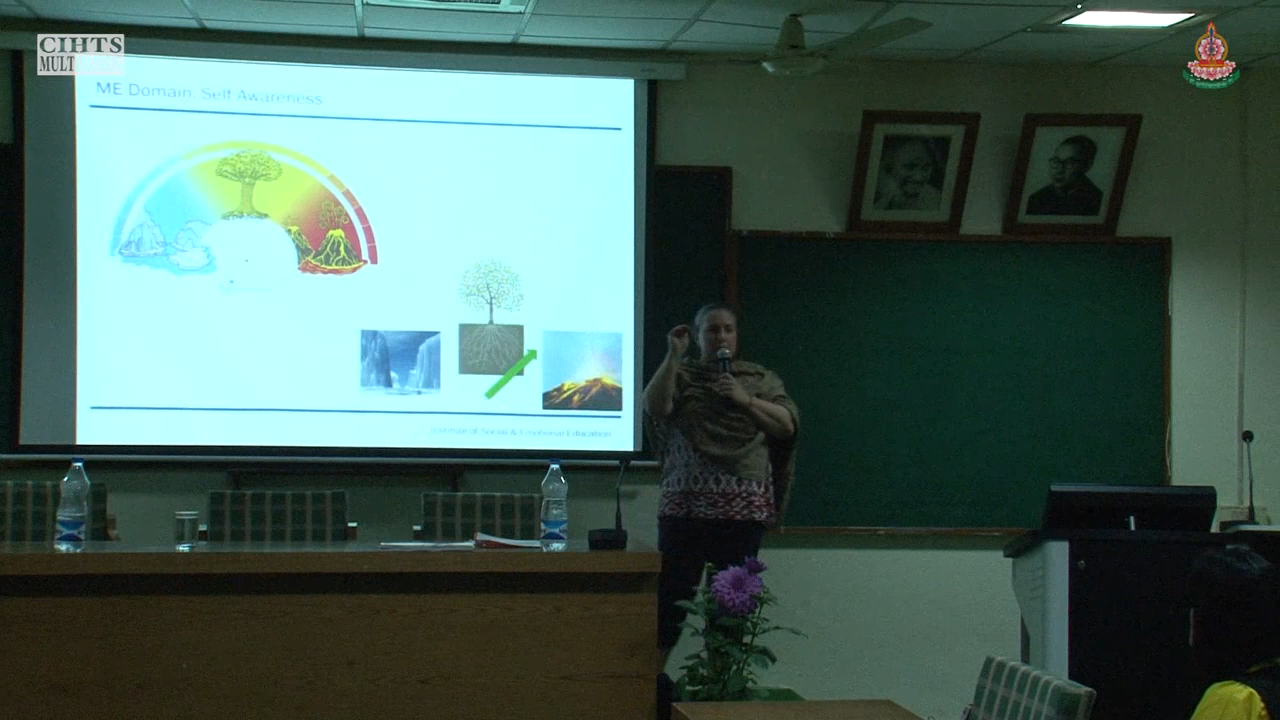 CIHTS
MULT
ME Domain: Self Awareness
Institute of Social & Emotional Education